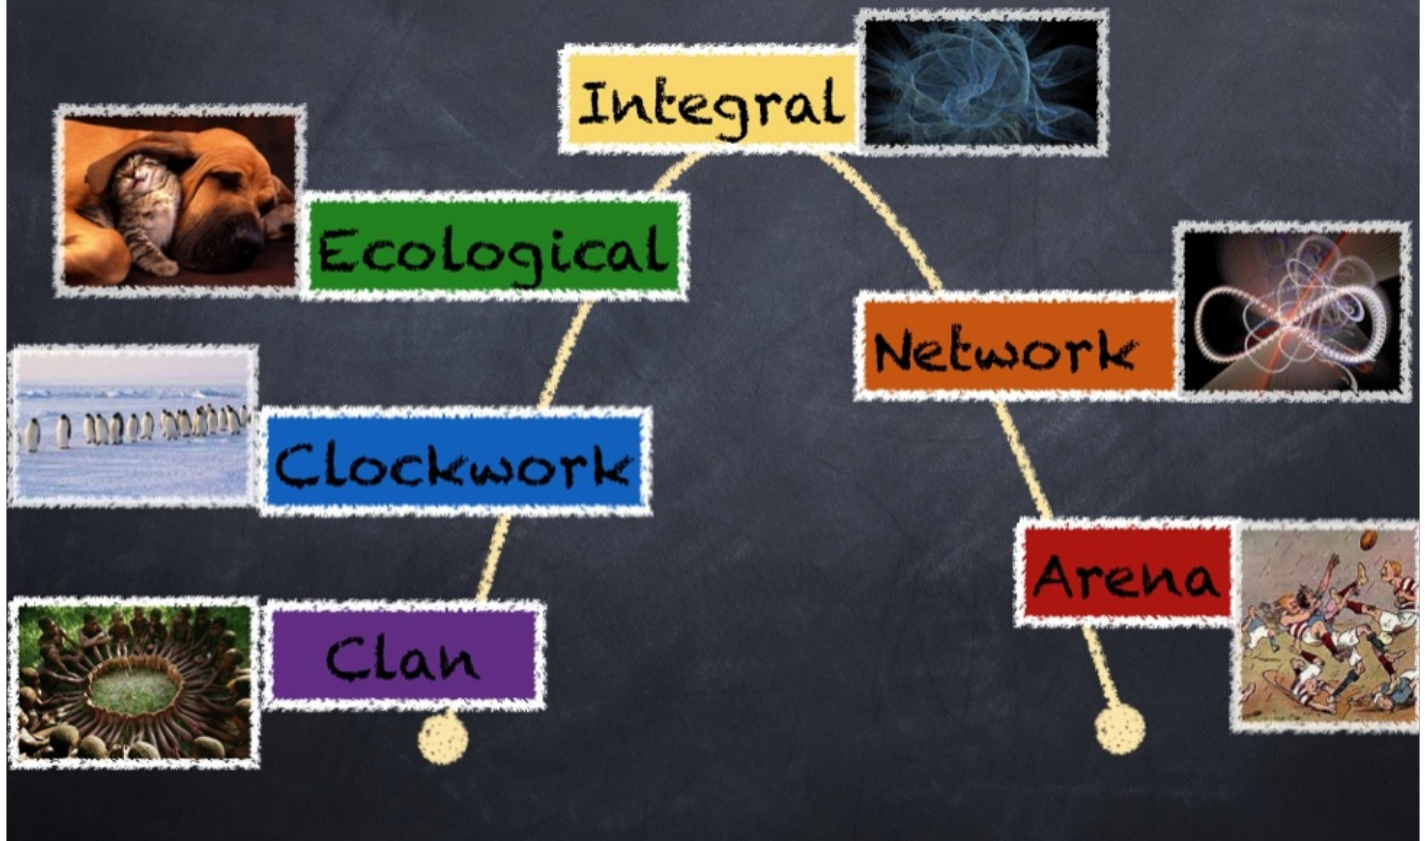 Integral
Ecological
Network
Clockwork
Arena
Clan